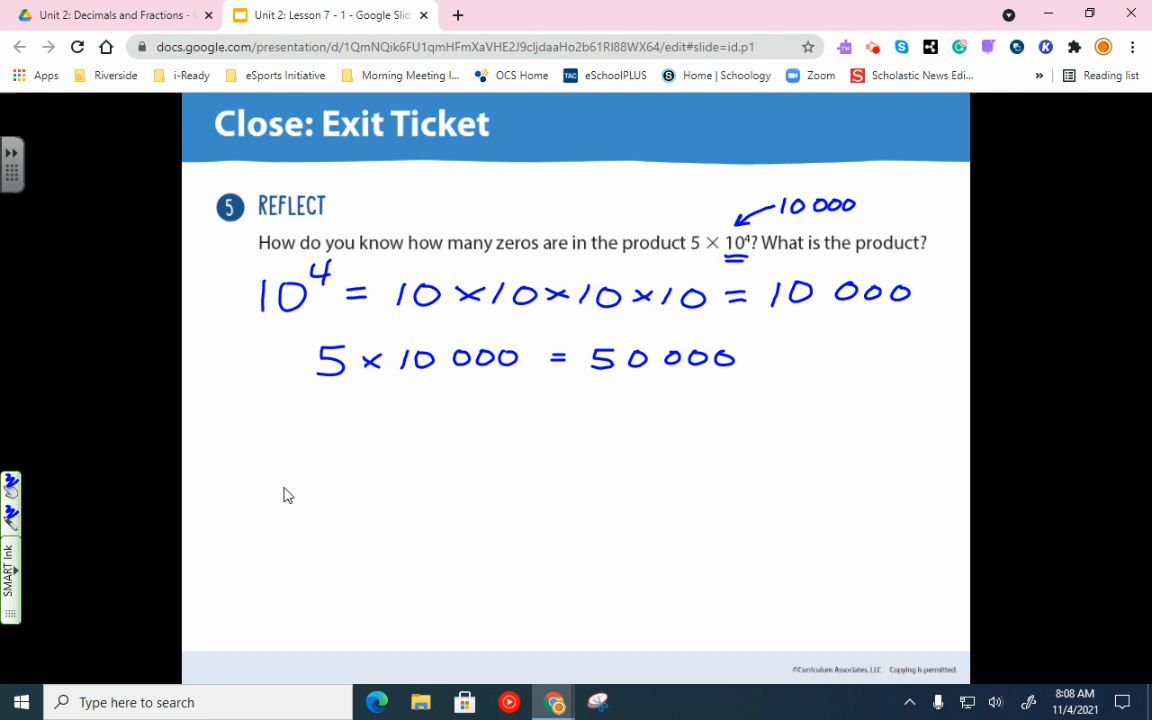 Unit 2: Decimals and Fractions -
Unit 2: Lesson 7 - 1 - Google Slid
docs.google.com/presentation/d/1QmNQik6FU1qmHFmXaVHE2J9cIjdaaHo2b61RI88WX64/edit#slide=id.p1
Apps Riverside i-Ready eSports Initiative Morning Meeting I... OCS Home TAC eSchoolPLUS S Home | Schoology Zoom S Scholastic News Edi... » Reading list
Close: Exit Ticket
5 REFLECT
10 000
How do you know how many zeros are in the product 5 × 10⁴? What is the product?
10⁴ = 10 × 10 × 10 × 10 = 10 000
5 × 10 000 = 50 000
SMART Ink
©Curriculum Associates, LLC Copying is permitted.
Type here to search
8:08 AM
11/4/2021